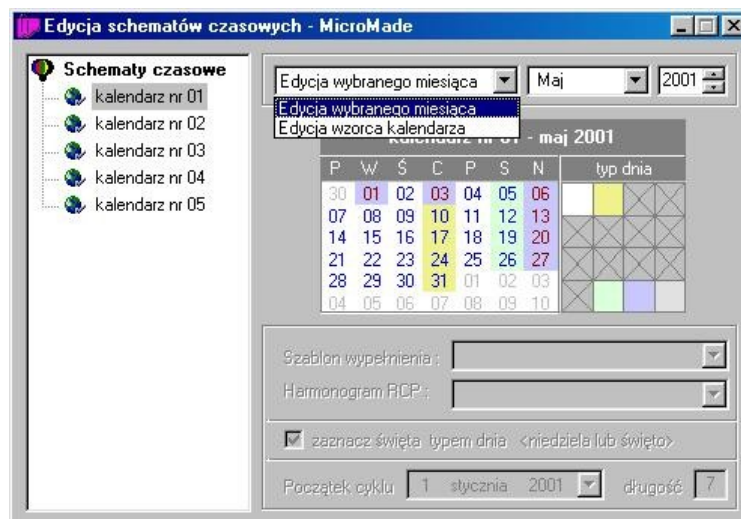 Edycja schematów czasowych - MicroMade
Schematy czasowe
kalendarz nr 01
kalendarz nr 02
kalendarz nr 03
kalendarz nr 04
kalendarz nr 05
Edycja wybranego miesiąca Maj 2001
Edycja wybranego miesiąca
Edycja wzorca kalendarza
kalendarz nr 01 - maj 2001
P W Ś C P S N typ dnia
30 01 02 03 04 05 06
07 08 09 10 11 12 13
14 15 16 17 18 19 20
21 22 23 24 25 26 27
28 29 30 31 01 02 03
04 05 06 07 08 09 10
Szablon wypełnienia :
Harmonogram RCP :
zaznacz święta typem dnia <niedziela lub święto>
Początek cyklu 1 stycznia 2001 długość 7